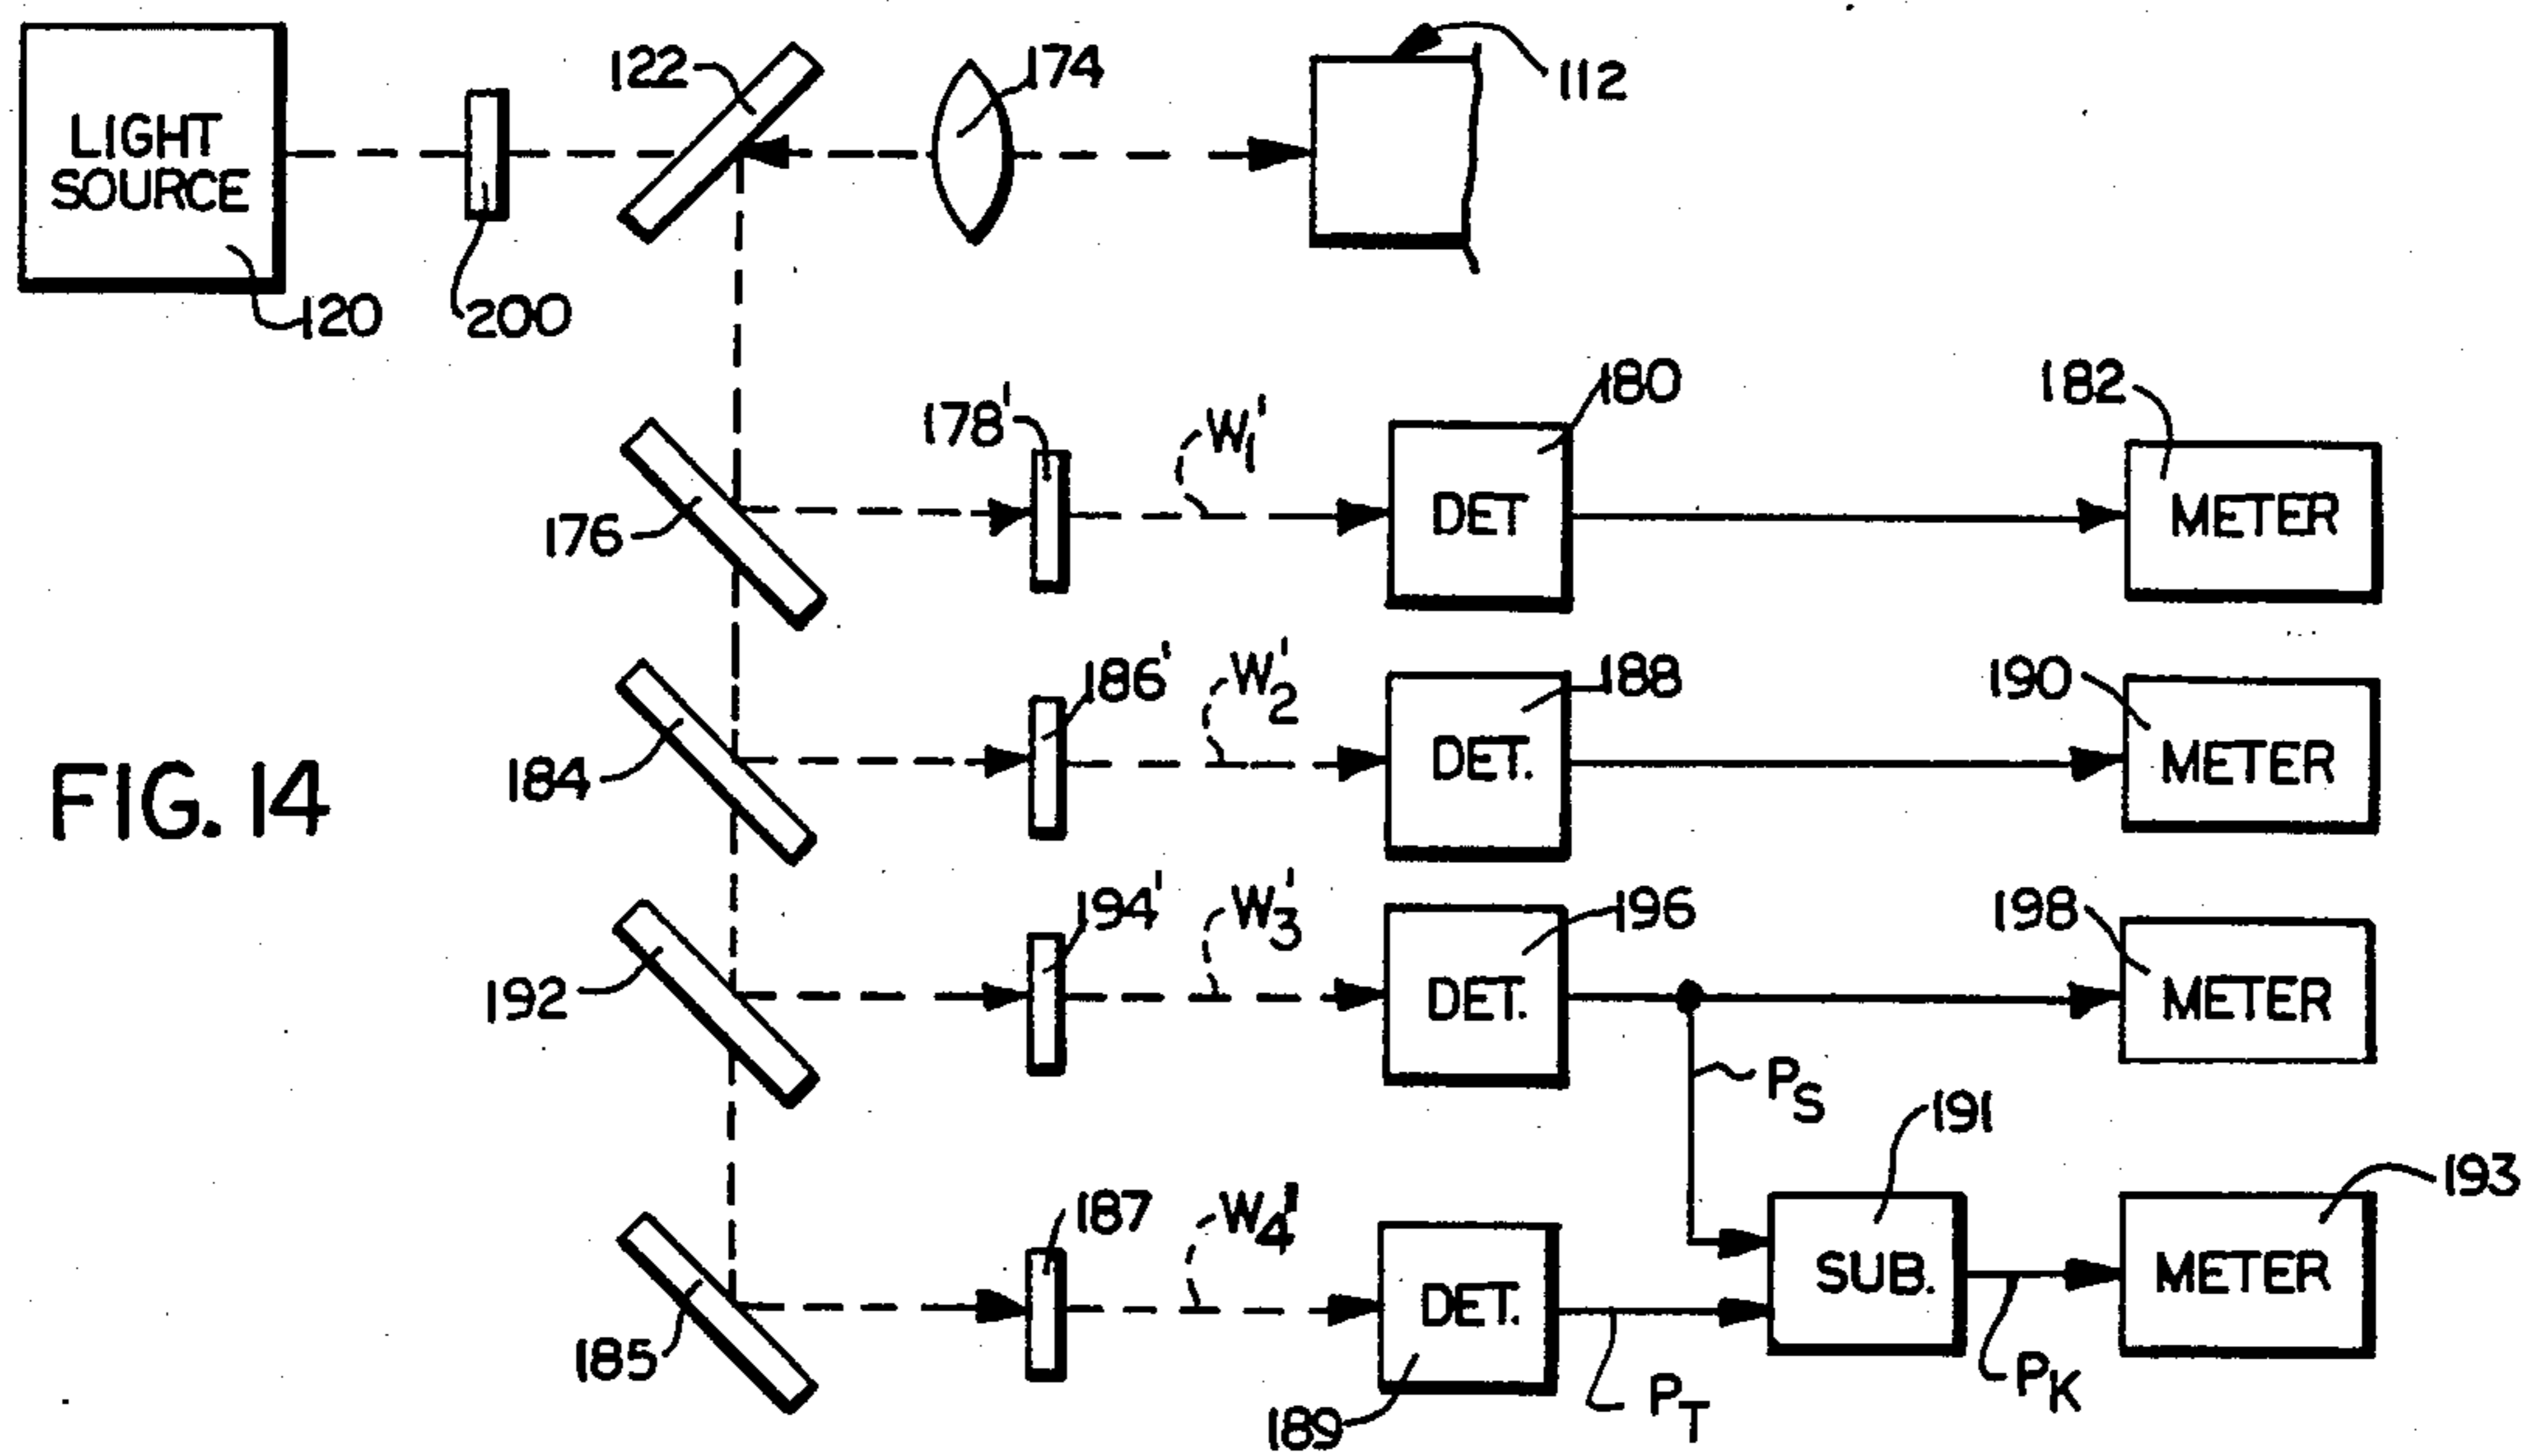 LIGHT
SOURCE
120
200
122
174
112
176
178'
W1'
180
DET
182
METER
FIG. 14
184
186'
W2'
188
DET.
190
METER
192
194'
W3'
196
DET.
PS
198
METER
185
187
W4'
DET.
189
PT
191
SUB.
PK
193
METER